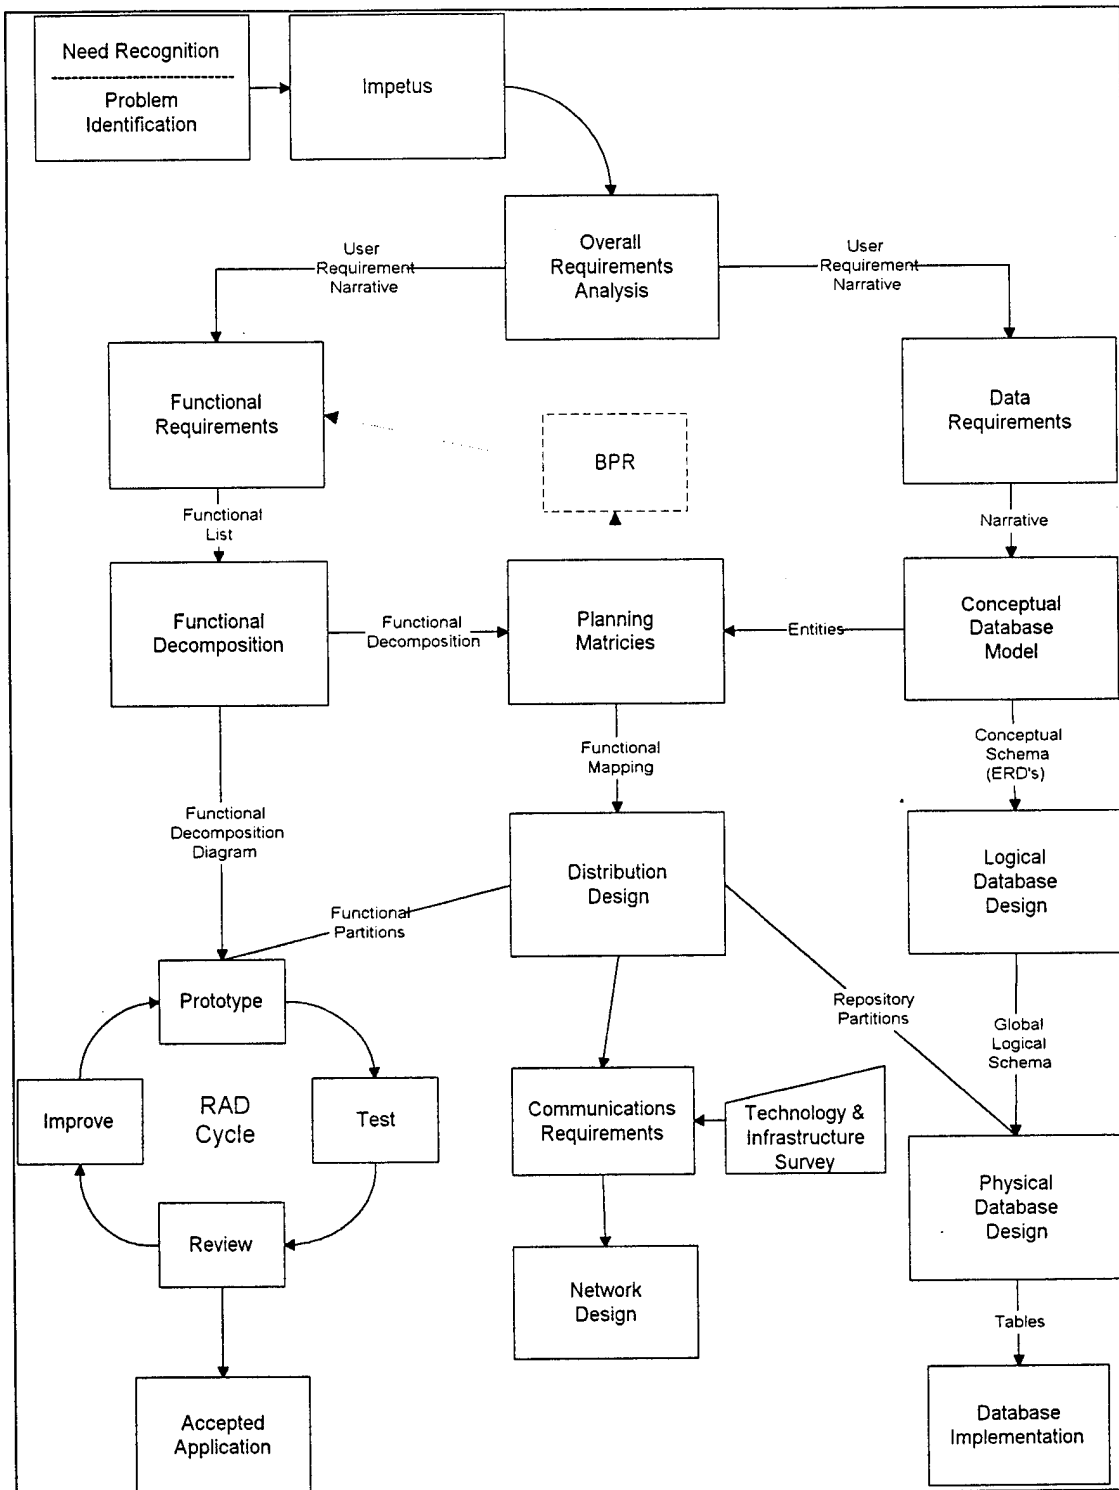 Need Recognition
Problem
Identification
Impetus
Overall
Requirements
Analysis
User
Requirement
Narrative
User
Requirement
Narrative
Functional
Requirements
BPR
Data
Requirements
Functional
List
Narrative
Functional
Decomposition
Functional
Decomposition
Planning
Matricies
Entities
Conceptual
Database
Model
Functional
Mapping
Conceptual
Schema
(ERD's)
Functional
Decomposition
Diagram
Distribution
Design
Logical
Database
Design
Functional
Partitions
Prototype
Repository
Partitions
Global
Logical
Schema
Improve
RAD
Cycle
Test
Communications
Requirements
Technology &
Infrastructure
Survey
Physical
Database
Design
Review
Network
Design
Tables
Accepted
Application
Database
Implementation